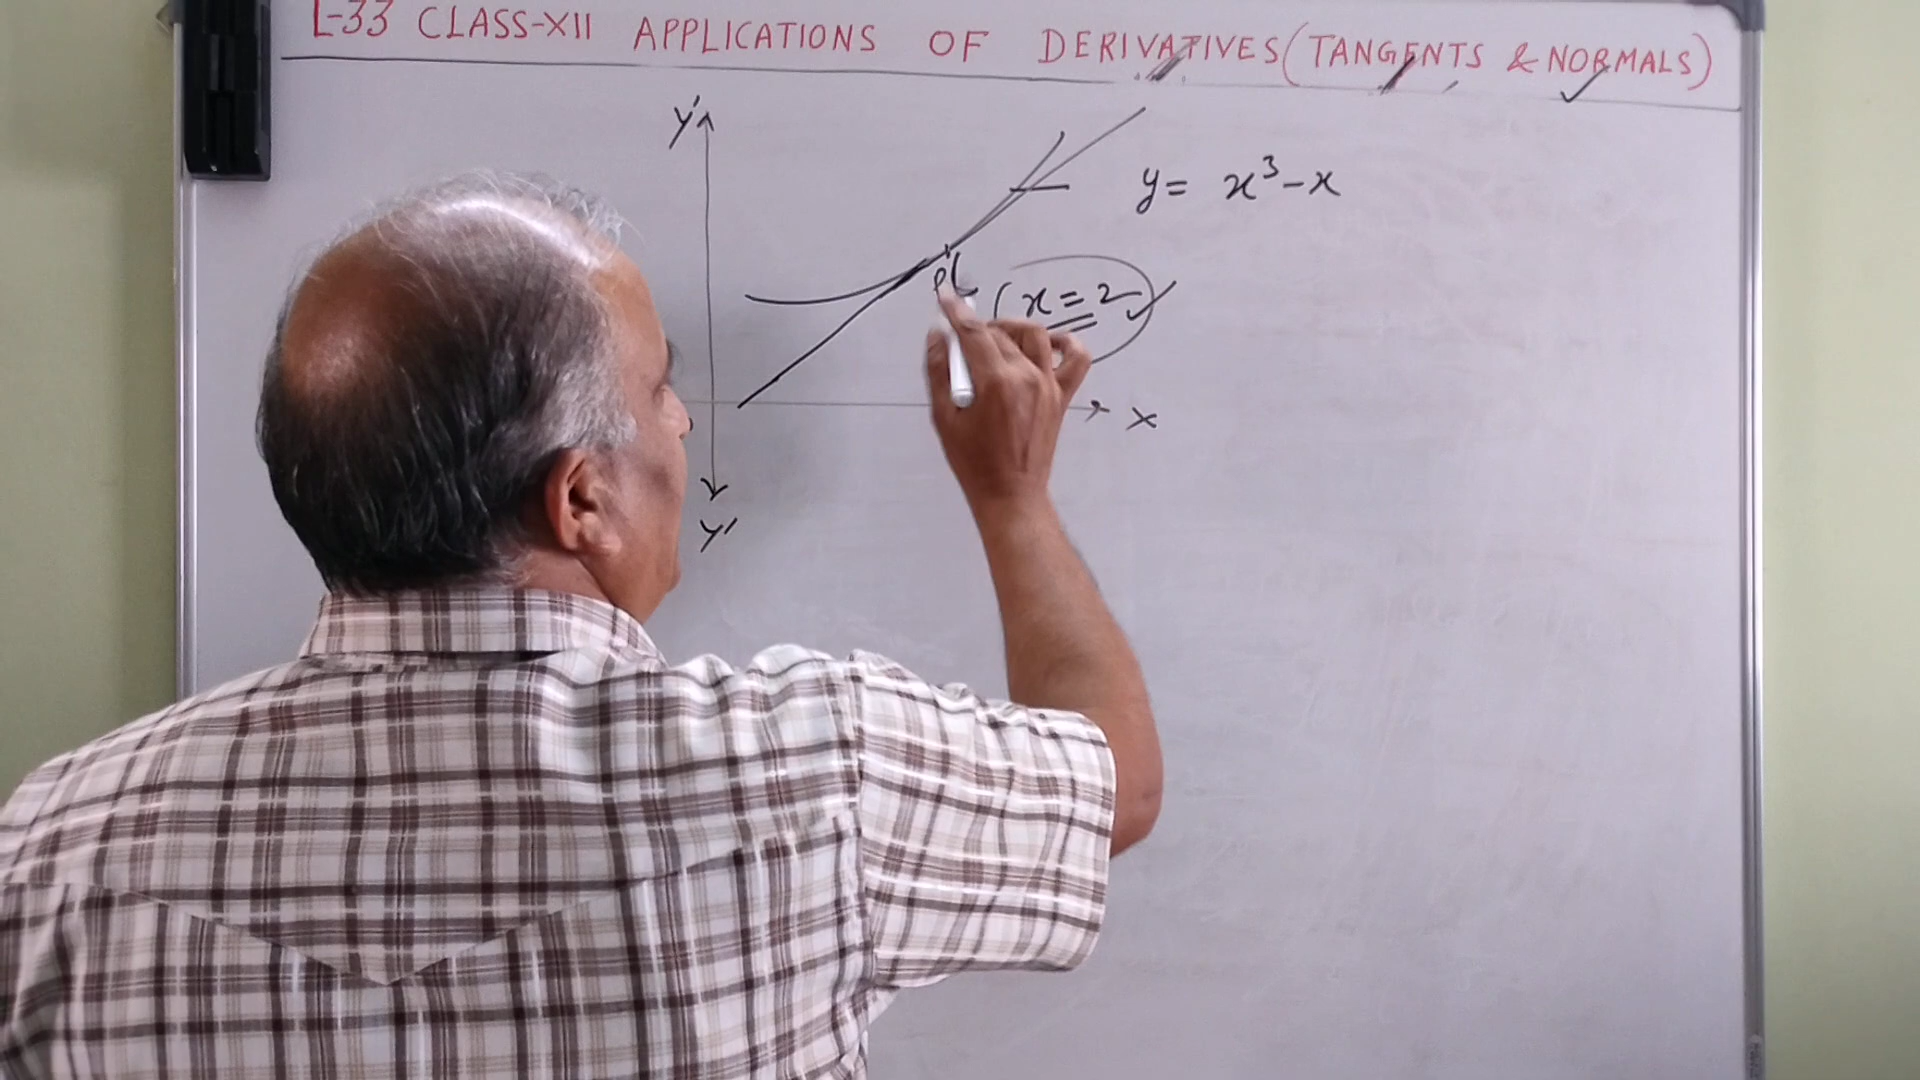 L-33 CLASS-XII APPLICATIONS OF DERIVATIVES (TANGENTS & NORMALS)
Y
y = x³-x
P(
(x=2)
X
Y'